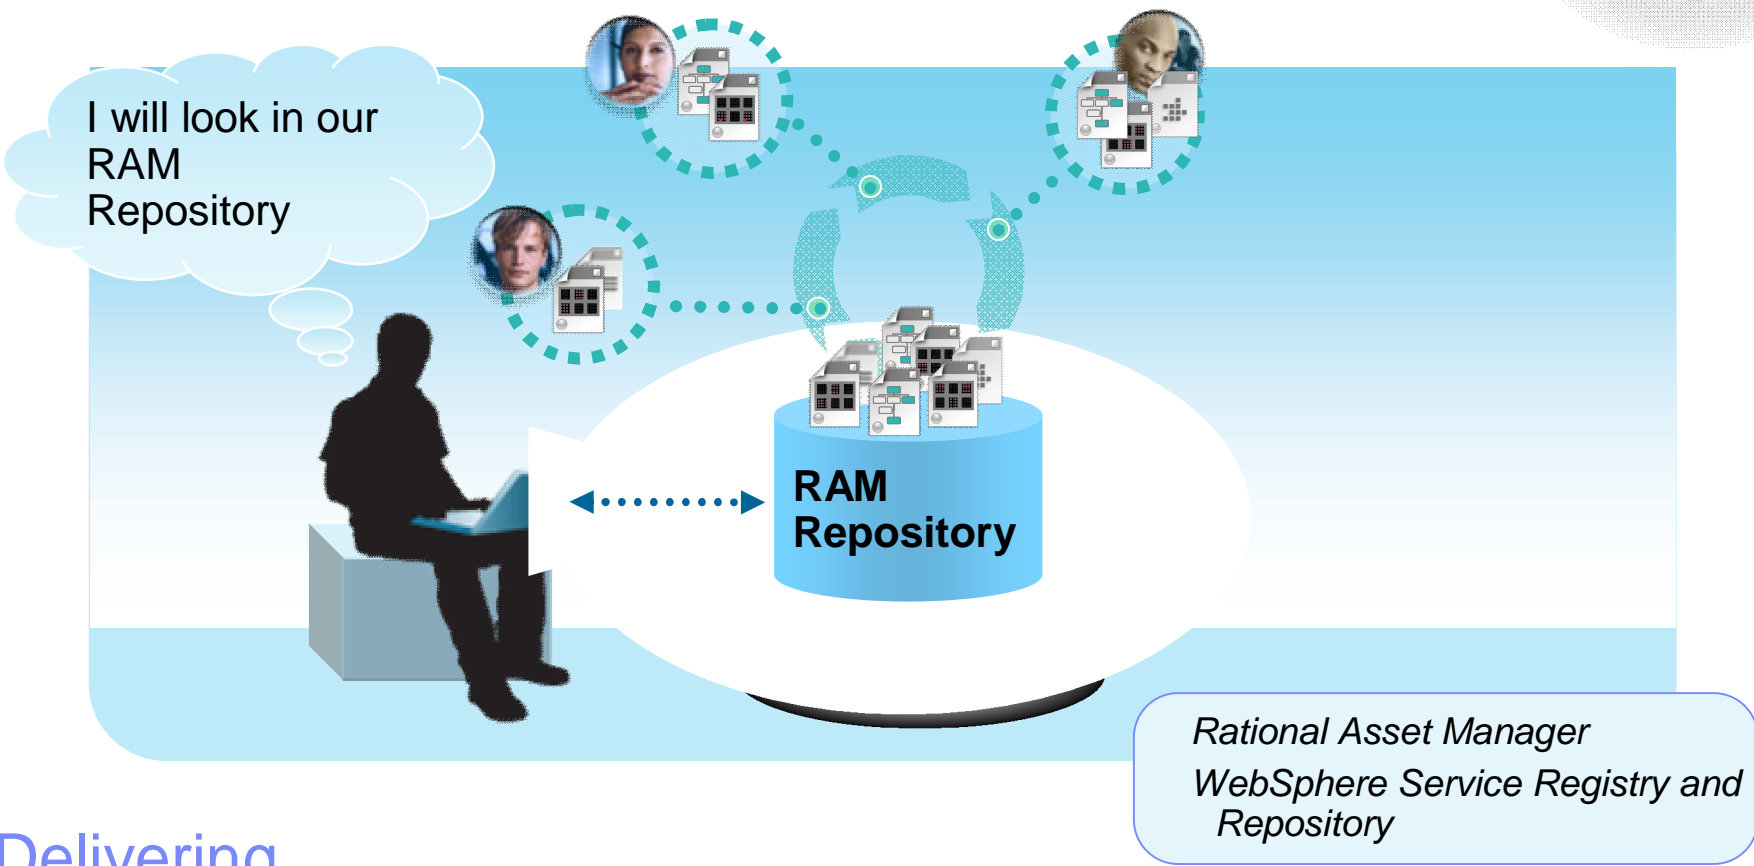 I will look in our
RAM
Repository
RAM
Repository
Rational Asset Manager
WebSphere Service Registry and
Repository
Delivering